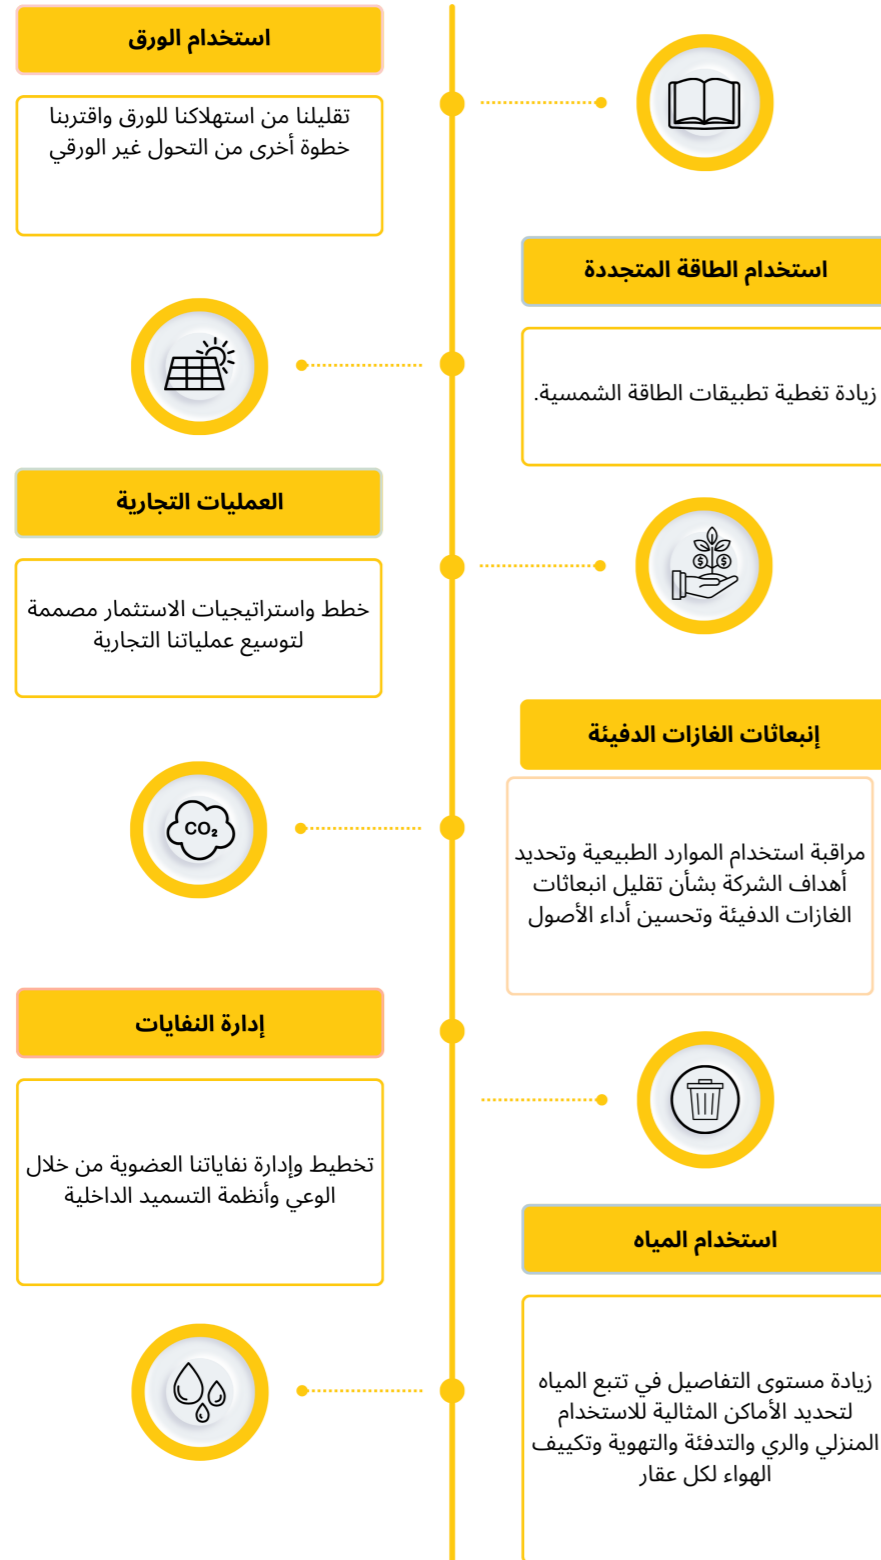 استخدام الورق
تقليلنا من استهلاكنا للورق واقتربنا
خطوة أخرى من التحول غير الورقي
استخدام الطاقة المتجددة
زيادة تغطية تطبيقات الطاقة الشمسية.
العمليات التجارية
خطط واستراتيجيات الاستثمار مصممة
لتوسيع عملياتنا التجارية
إنبعاثات الغازات الدفيئة
CO₂
مراقبة استخدام الموارد الطبيعية وتحديد
أهداف الشركة بشأن تقليل انبعاثات
الغازات الدفيئة وتحسين أداء الأصول
إدارة النفايات
تخطيط وإدارة نفاياتنا العضوية من خلال
الوعي وأنظمة التسميد الداخلية
استخدام المياه
زيادة مستوى التفاصيل في تتبع المياه
لتحديد الأماكن المثالية للاستخدام
المنزلي والري والتدفئة والتهوية وتكييف
الهواء لكل عقار